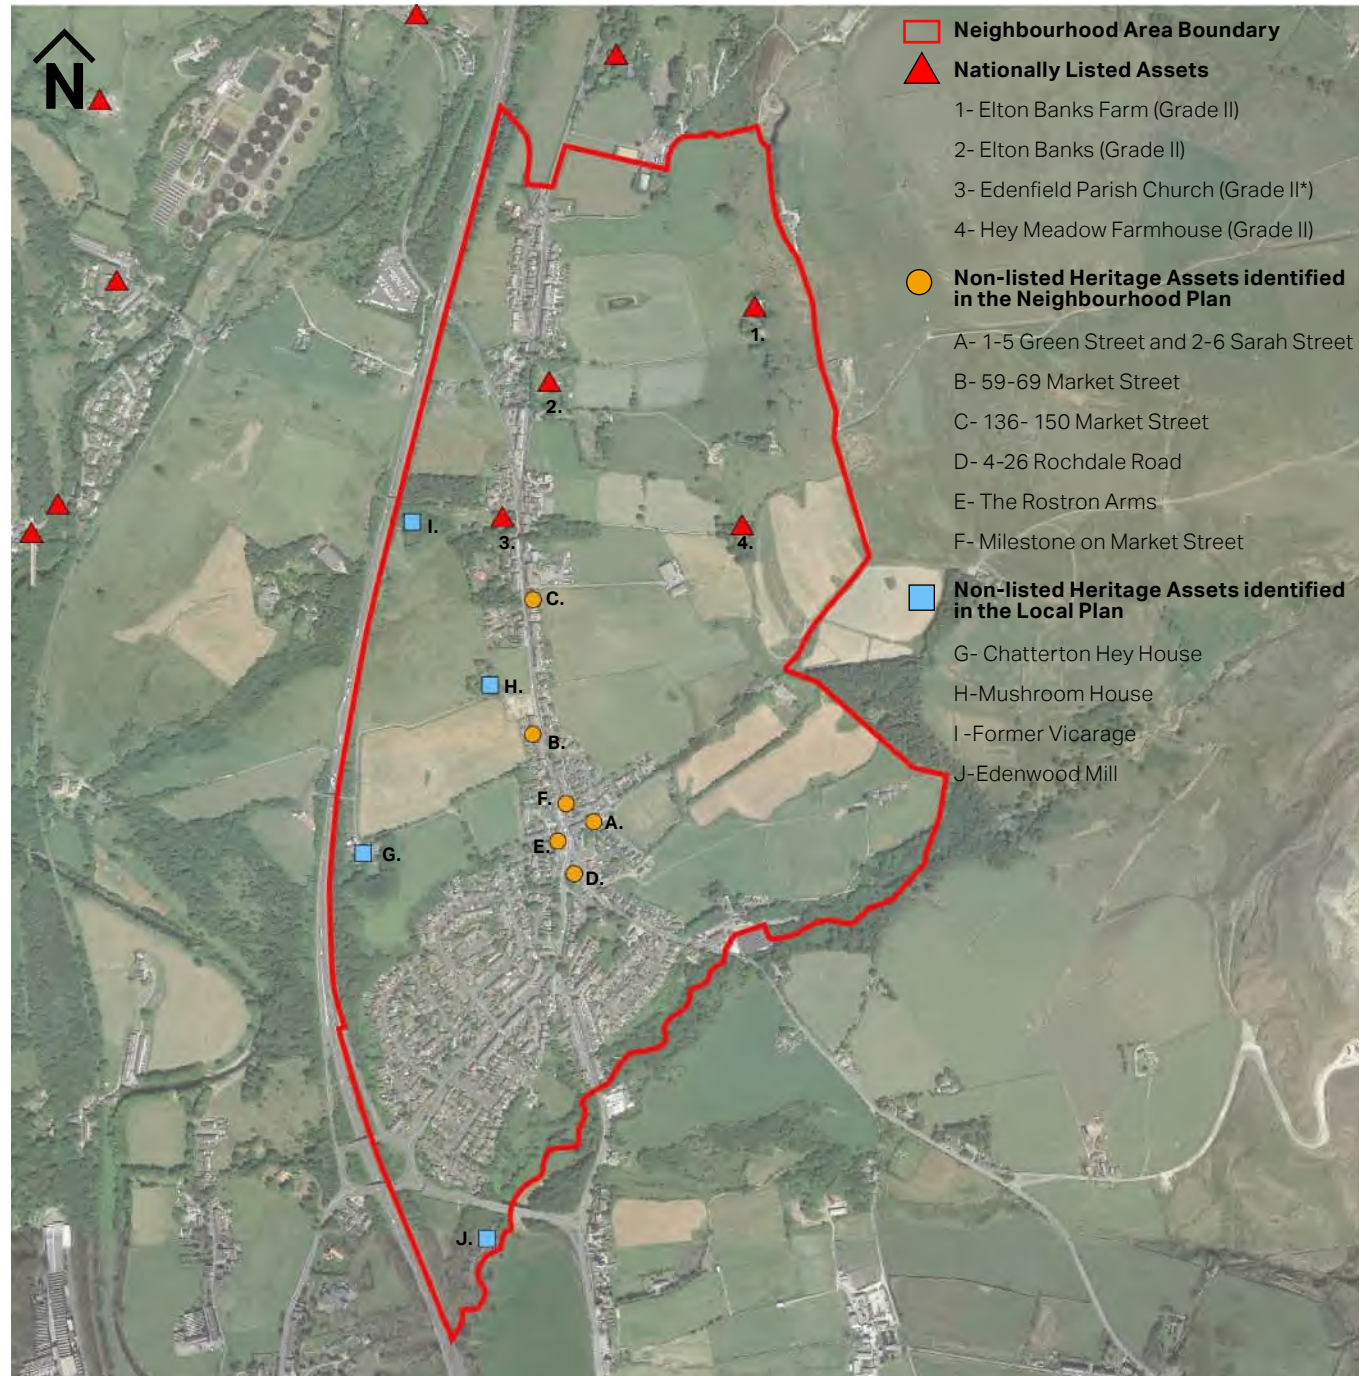 N
Neighbourhood Area Boundary
Nationally Listed Assets
1- Elton Banks Farm (Grade II)
2- Elton Banks (Grade II)
3- Edenfield Parish Church (Grade II*)
4- Hey Meadow Farmhouse (Grade II)
Non-listed Heritage Assets identified
in the Neighbourhood Plan
A- 1-5 Green Street and 2-6 Sarah Street
B- 59-69 Market Street
C- 136- 150 Market Street
D- 4-26 Rochdale Road
E- The Rostron Arms
F- Milestone on Market Street
Non-listed Heritage Assets identified
in the Local Plan
G- Chatterton Hey House
H-Mushroom House
I -Former Vicarage
J-Edenwood Mill
1.
2.
I.
3.
4.
C.
H.
B.
F.
A.
E.
G.
D.
J.